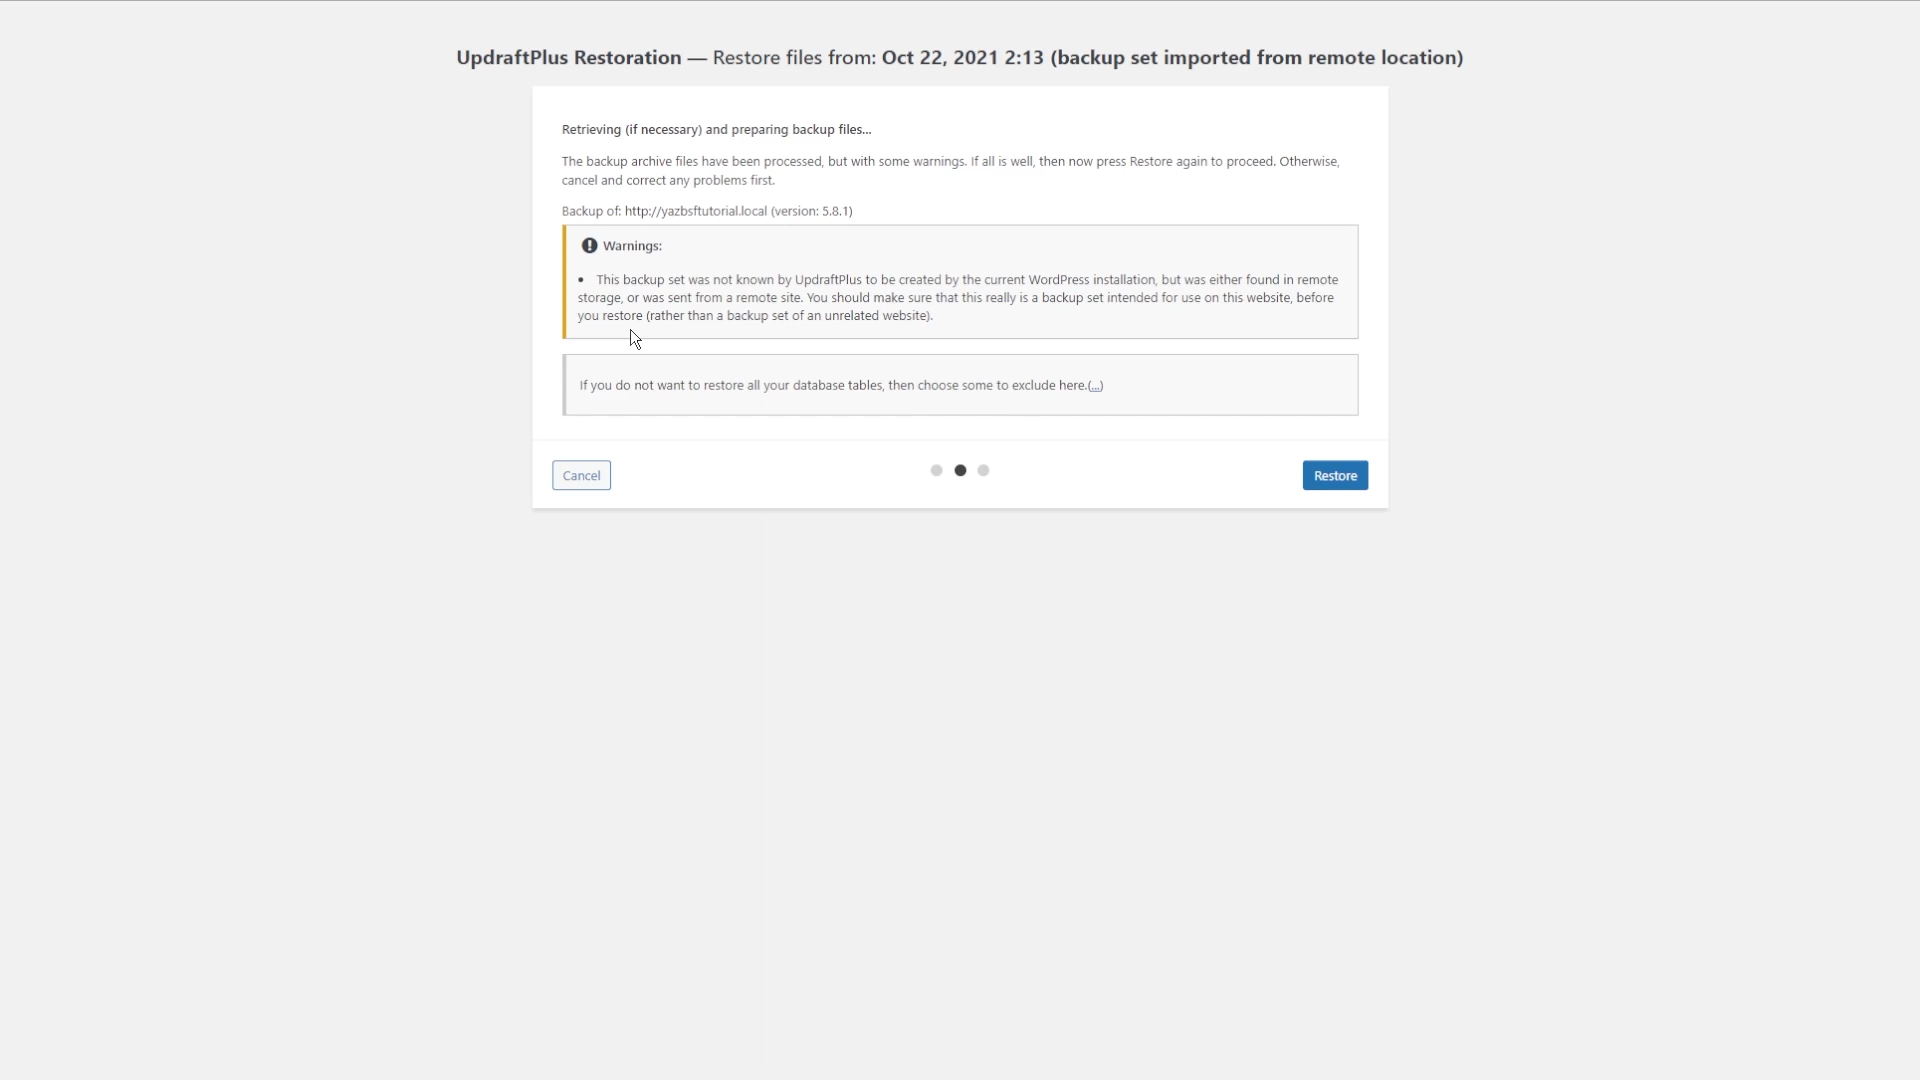 UpdraftPlus Restoration — Restore files from: Oct 22, 2021 2:13 (backup set imported from remote location)
Retrieving (if necessary) and preparing backup files...
The backup archive files have been processed, but with some warnings. If all is well, then now press Restore again to proceed. Otherwise,
cancel and correct any problems first.
Backup of: http://yazbsftutorial.local (version: 5.8.1)
Warnings:
• This backup set was not known by UpdraftPlus to be created by the current WordPress installation, but was either found in remote
storage, or was sent from a remote site. You should make sure that this really is a backup set intended for use on this website, before
you restore (rather than a backup set of an unrelated website).
If you do not want to restore all your database tables, then choose some to exclude here.(...)
Cancel
Restore